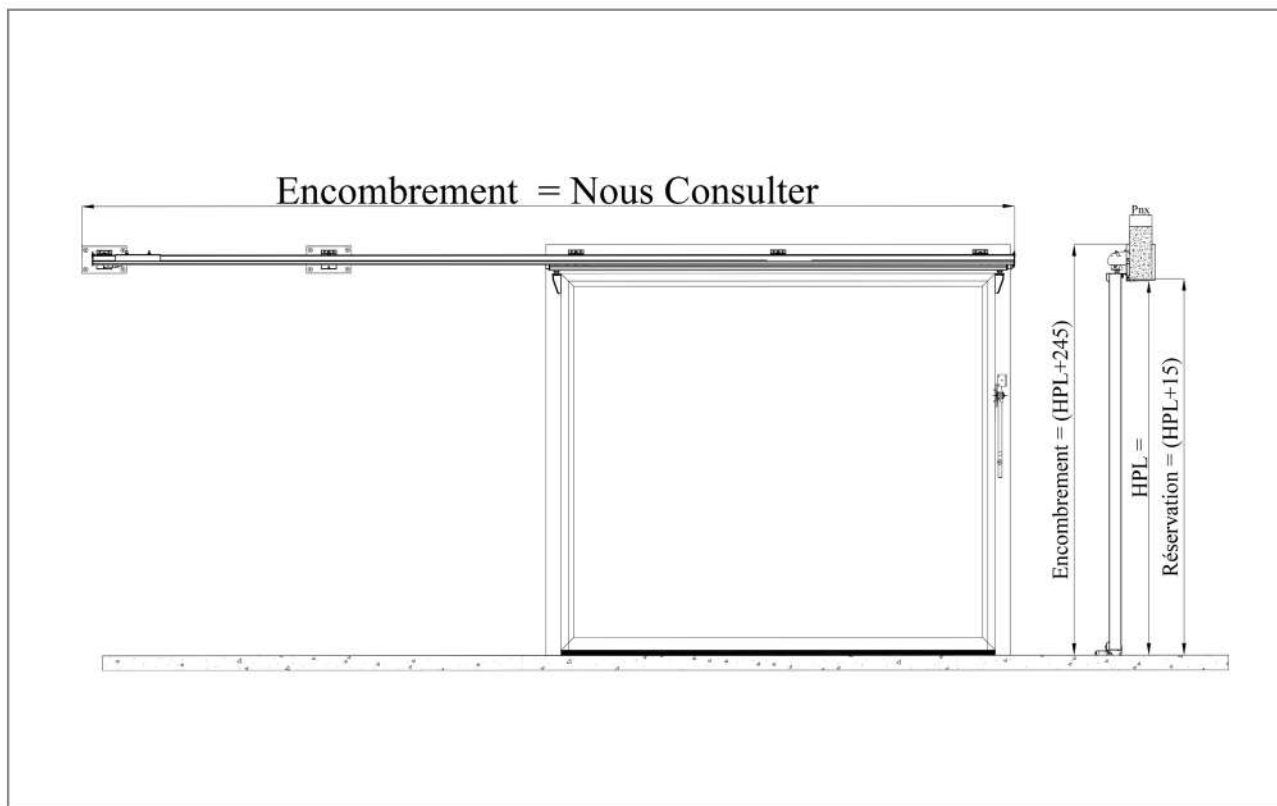 Encombrement = Nous Consulter
Pnx
Encombrement = (HPL+245)
HPL =
Réservation = (HPL+15)